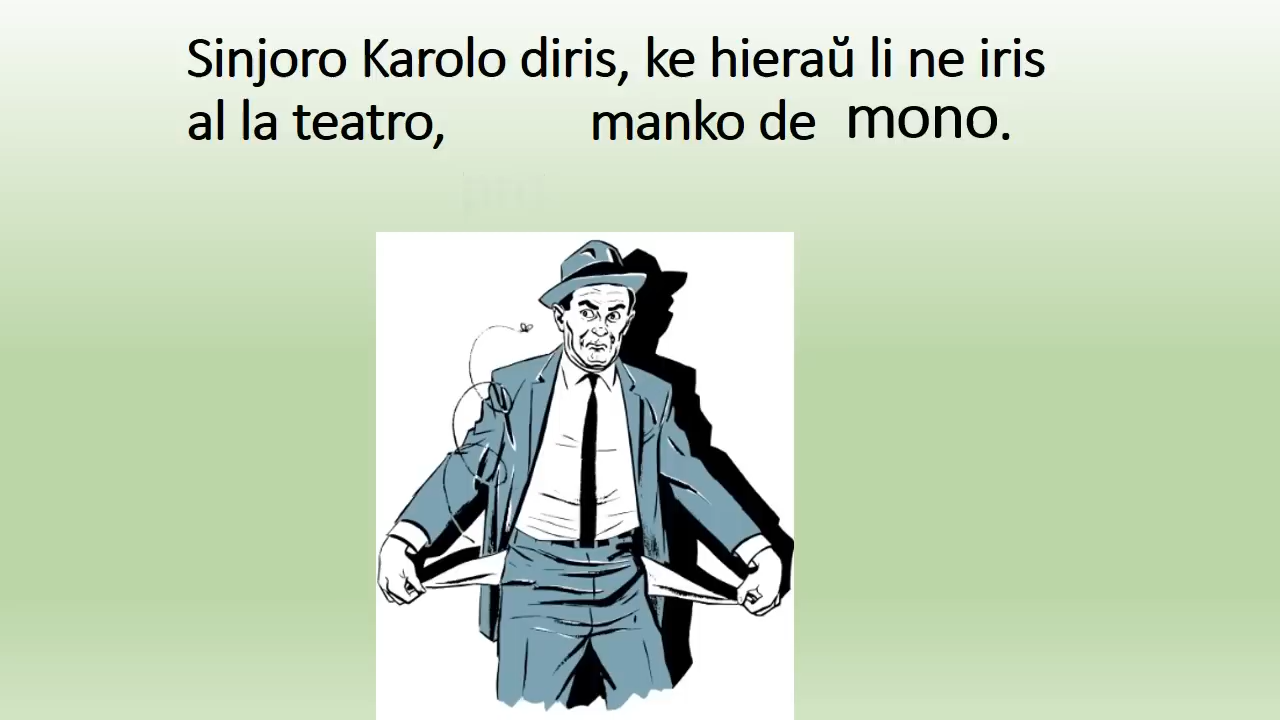 Sinjoro Karolo diris, ke hieraŭ li ne iris
al la teatro, manko de mono.